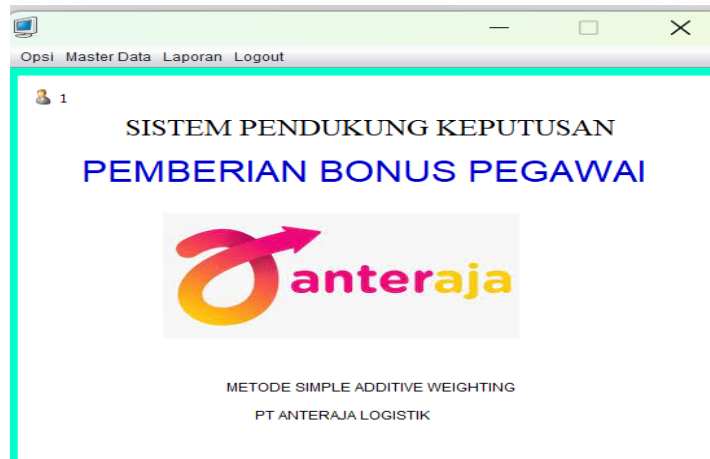 Opsi Master Data Laporan Logout
1
SISTEM PENDUKUNG KEPUTUSAN
PEMBERIAN BONUS PEGAWAI
anteraja
METODE SIMPLE ADDITIVE WEIGHTING
PT ANTERAJA LOGISTIK